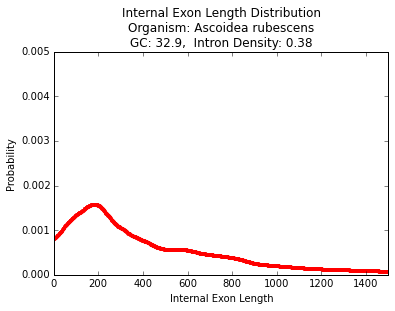 Internal Exon Length Distribution
Organism: Ascoidea rubescens
GC: 32.9,  Intron Density: 0.38
0.005
0.004
0.003
0.002
0.001
0.000
Probability
0 200 400 600 800 1000 1200 1400
Internal Exon Length